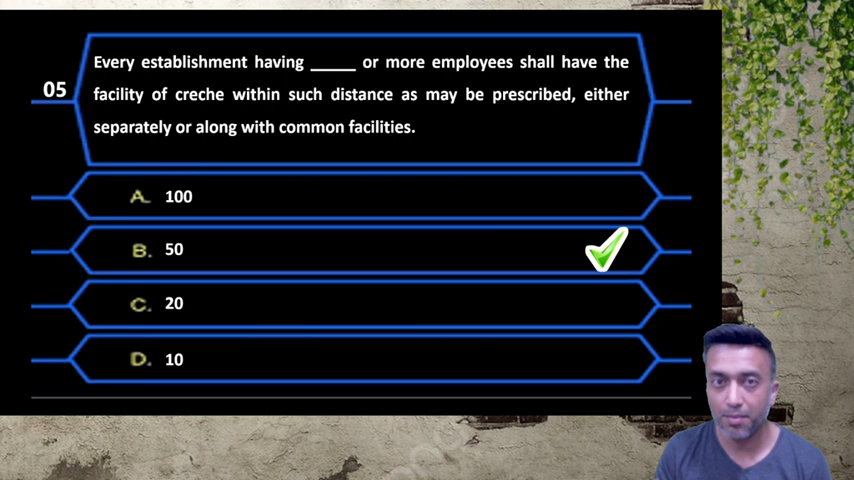 05
Every establishment having _____ or more employees shall have the
facility of creche within such distance as may be prescribed, either
separately or along with common facilities.
A. 100
B. 50
C. 20
D. 10